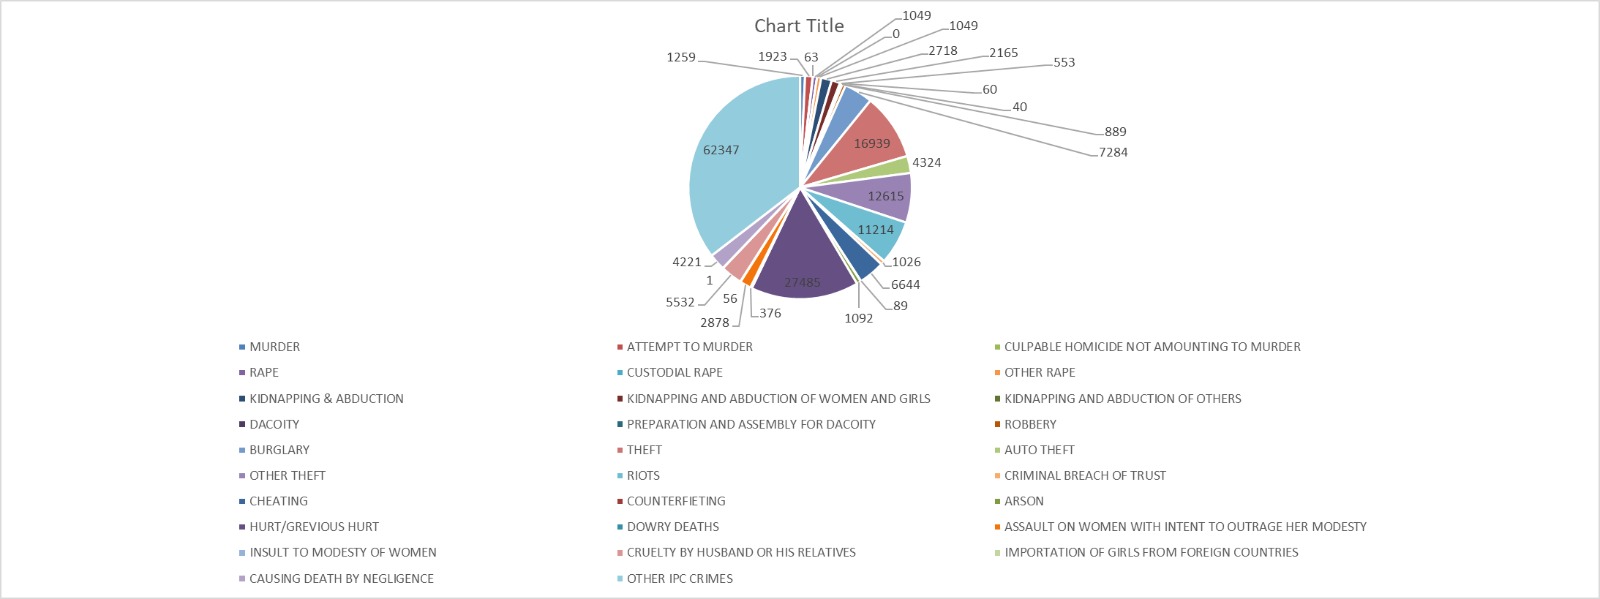 Chart Title
1049
0
1049
1259
1923
63
2718
2165
553
60
40
889
7284
16939
4324
12615
11214
1026
6644
89
1092
27485
376
2878
56
5532
1
4221
62347
MURDER
ATTEMPT TO MURDER
CULPABLE HOMICIDE NOT AMOUNTING TO MURDER
RAPE
CUSTODIAL RAPE
OTHER RAPE
KIDNAPPING & ABDUCTION
KIDNAPPING AND ABDUCTION OF WOMEN AND GIRLS
KIDNAPPING AND ABDUCTION OF OTHERS
DACOITY
PREPARATION AND ASSEMBLY FOR DACOITY
ROBBERY
BURGLARY
THEFT
AUTO THEFT
OTHER THEFT
RIOTS
CRIMINAL BREACH OF TRUST
CHEATING
COUNTERFIETING
ARSON
HURT/GREVIOUS HURT
DOWRY DEATHS
ASSAULT ON WOMEN WITH INTENT TO OUTRAGE HER MODESTY
INSULT TO MODESTY OF WOMEN
CRUELTY BY HUSBAND OR HIS RELATIVES
IMPORTATION OF GIRLS FROM FOREIGN COUNTRIES
CAUSING DEATH BY NEGLIGENCE
OTHER IPC CRIMES